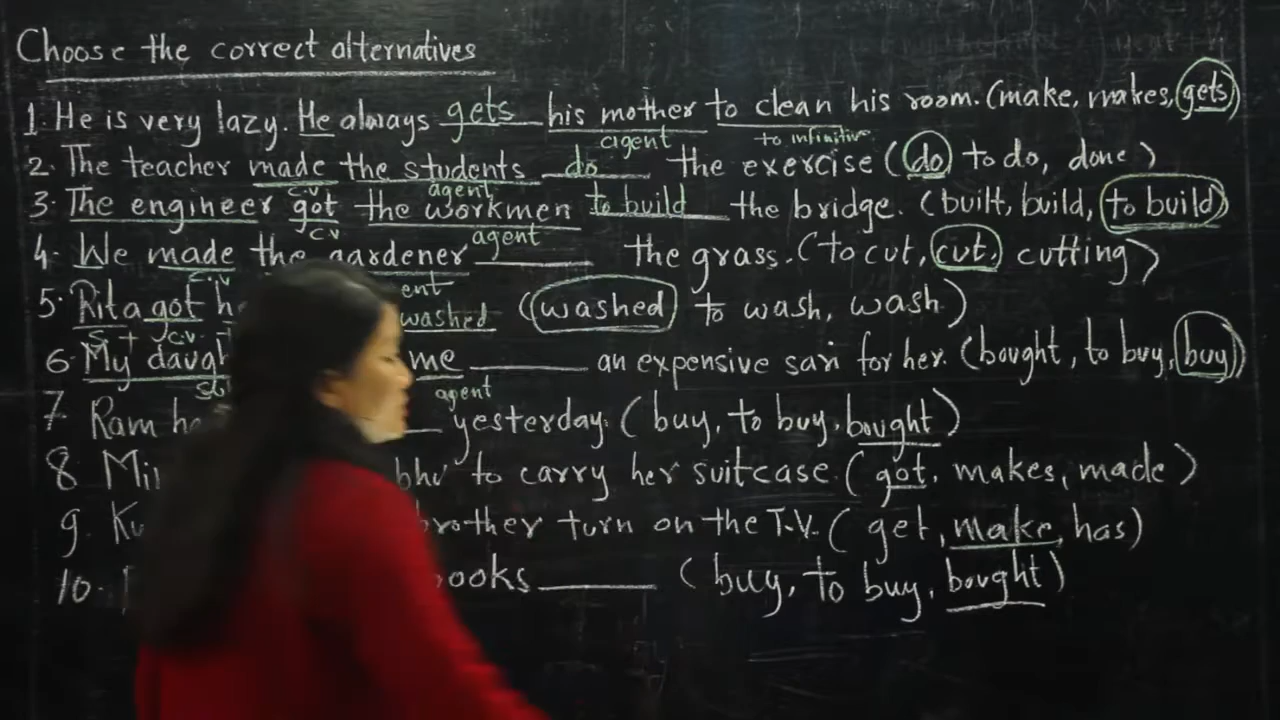 Choose the correct alternatives
1. He is very lazy. He always gets his mother to clean his room. (make, makes, gets)
agent to infinitive
2. The teacher made the students do the exercise (do to do, done)
c.v agent
3. The engineer got the workmen to build the bridge. (built, build, to build)
c.v agent
4. We made the gardener ______ the grass. (to cut, cut, cutting)
c.v
5. Rita got washed (washed to wash, wash)
S + c.v.
6. My me ______ an expensive sari for her. (bought, to buy, buy)
agent
7 Ram yesterday. (buy, to buy, bought)
8. to carry her suitcase. (got, makes, made)
9. brother turn on the T.V. (get, make, has)
10. books ______ (buy, to buy, bought)